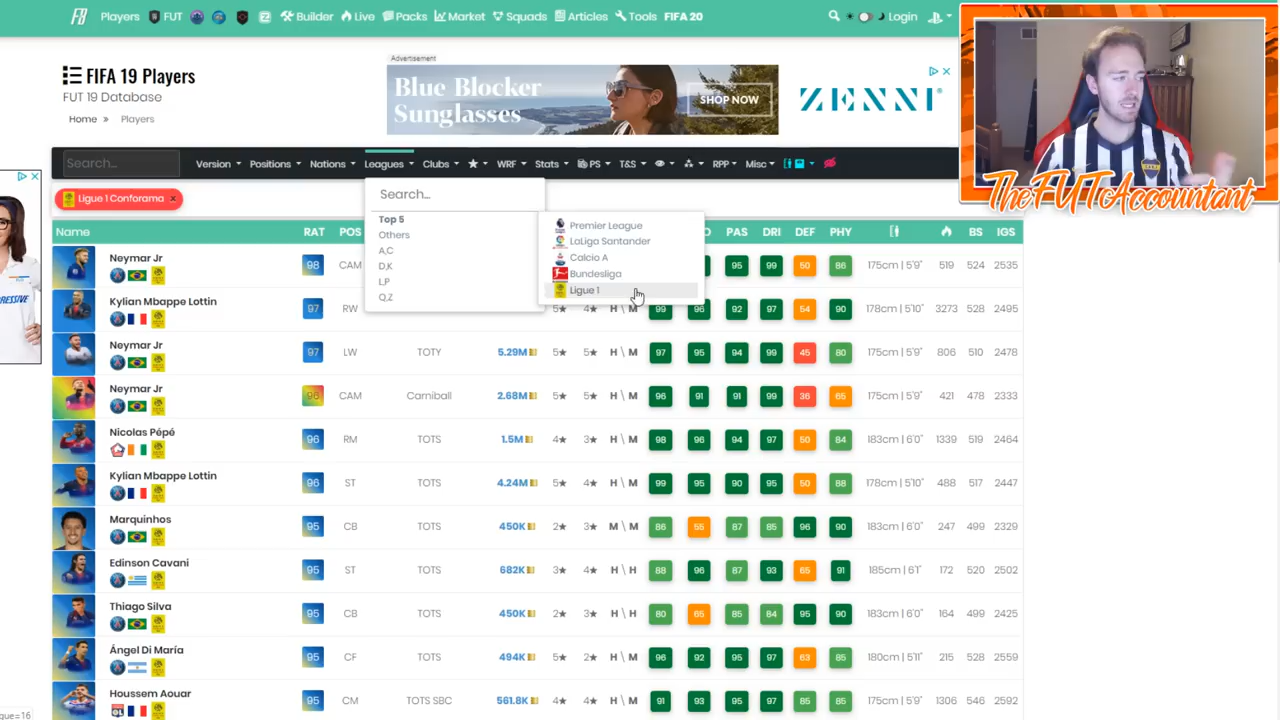 FB Players FUT Builder Live Packs Market Squads Articles Tools FIFA 20 Login
FIFA 19 Players
FUT 19 Database
Home » Players
Advertisement
Blue Blocker
Sunglasses
SHOP NOW
ZENNI
Search...
Version Positions Nations Leagues Clubs WRF Stats PS T&S RPP Misc
Ligue 1 Conforama ×
Search...
Top 5
Others
A,C
D,K
L,P
Q,Z
Premier League
LaLiga Santander
Calcio A
Bundesliga
Ligue 1
TheFUTAccountant
Name RAT POS PAS DRI DEF PHY BS IGS
Neymar Jr 98 CAM 95 99 50 86 175cm | 5'9" 519 524 2535
Kylian Mbappe Lottin 97 RW 5★ 4★ H \ M 99 96 92 97 54 90 178cm | 5'10" 3273 528 2495
Neymar Jr 97 LW TOTY 5.29M 5★ 5★ H \ M 97 95 94 99 45 80 175cm | 5'9" 806 510 2478
Neymar Jr 96 CAM Carniball 2.68M 5★ 5★ H \ M 96 91 91 99 36 65 175cm | 5'9" 421 478 2333
Nicolas Pépé 96 RM TOTS 1.5M 4★ 3★ H \ M 98 96 94 97 50 84 183cm | 6'0" 1339 519 2464
Kylian Mbappe Lottin 96 ST TOTS 4.24M 5★ 4★ H \ M 99 95 90 95 50 88 178cm | 5'10" 488 517 2447
Marquinhos 95 CB TOTS 450K 2★ 3★ M \ M 86 55 87 85 96 90 183cm | 6'0" 247 499 2329
Edinson Cavani 95 ST TOTS 682K 3★ 4★ H \ H 88 96 87 93 65 91 185cm | 6'1" 172 520 2502
Thiago Silva 95 CB TOTS 450K 2★ 3★ H \ H 80 65 85 84 95 90 183cm | 6'0" 164 499 2425
Ángel Di María 95 CF TOTS 494K 5★ 2★ H \ M 96 92 95 97 63 85 180cm | 5'11" 215 528 2559
Houssem Aouar 95 CM TOTS SBC 561.8K 4★ 4★ H \ H 91 93 95 95 85 85 175cm | 5'9" 1306 546 2592
gue=16